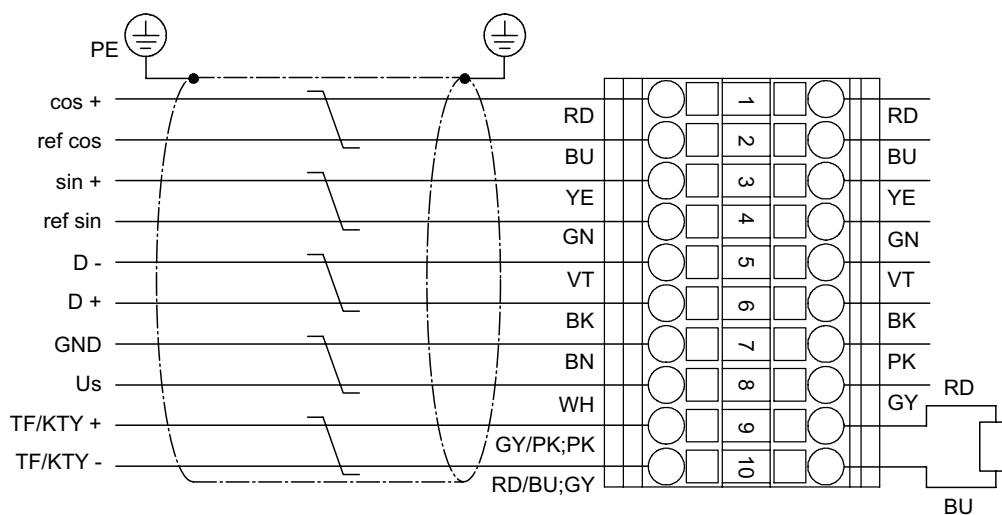 PE
cos + RD 1 RD
ref cos BU 2 BU
sin + YE 3 YE
ref sin GN 4 GN
D - VT 5 VT
D + BK 6 BK
GND BN 7 PK
Us WH 8 GY RD
TF/KTY + GY/PK;PK 9
TF/KTY - RD/BU;GY 10 BU